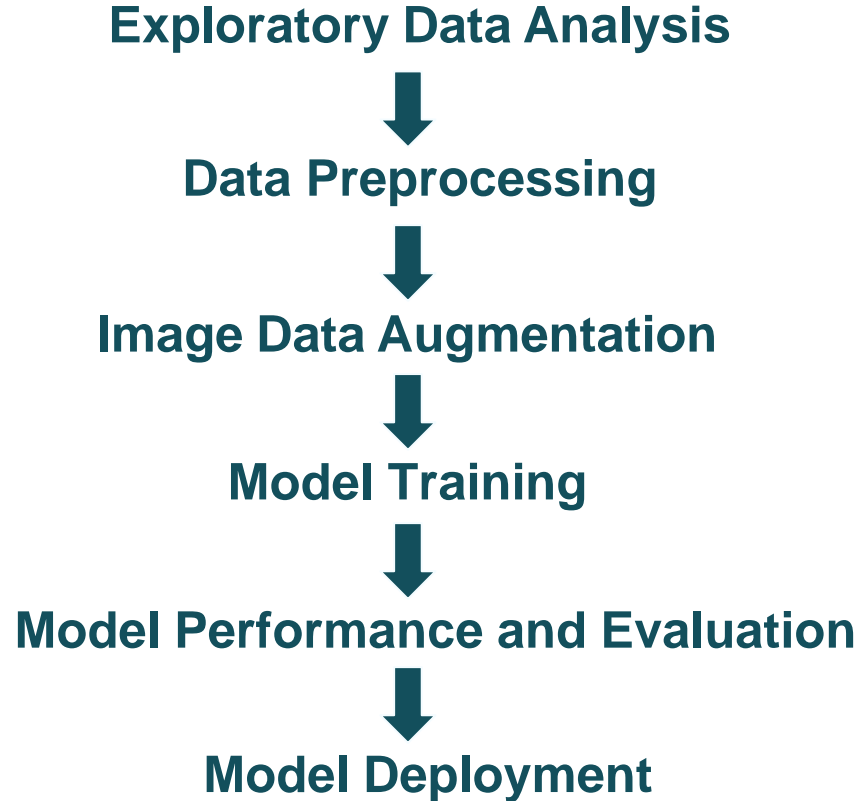 Exploratory Data Analysis
Data Preprocessing
Image Data Augmentation
Model Training
Model Performance and Evaluation
Model Deployment